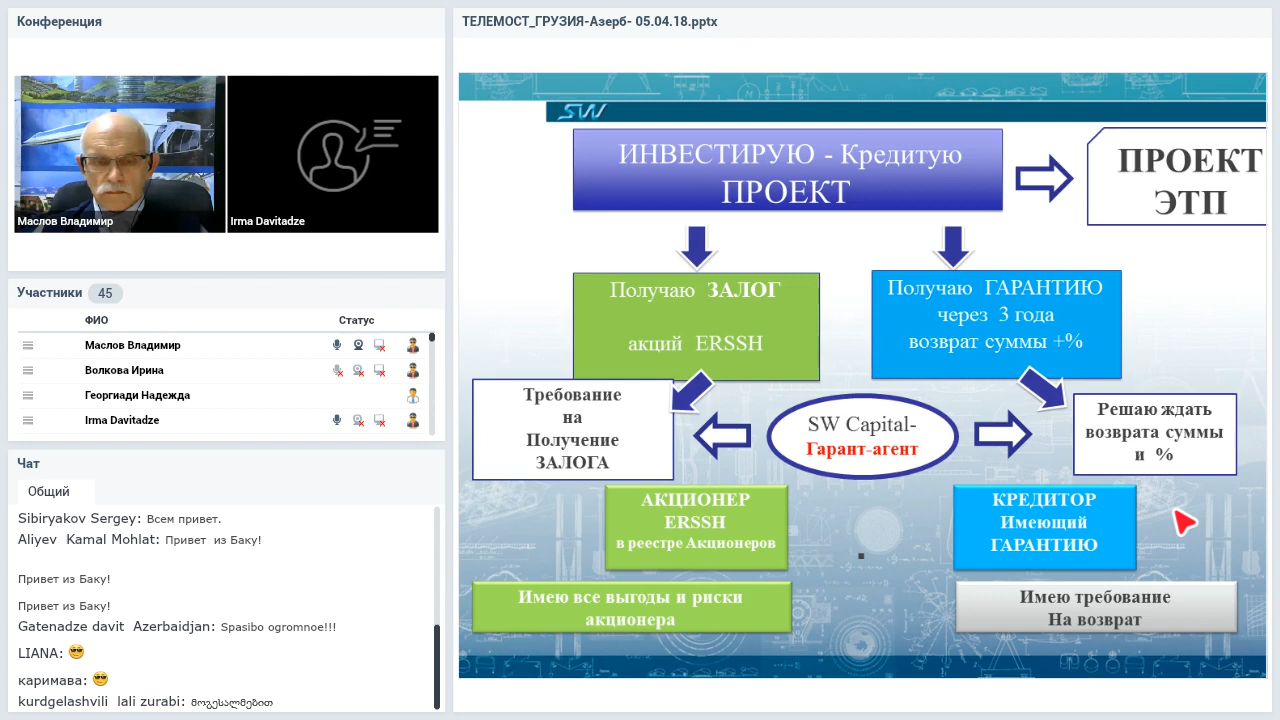 Конференция
Маслов Владимир
Irma Davitadze
Участники 45
ФИО Статус
Маслов Владимир
Волкова Ирина
Георгиади Надежда
Irma Davitadze
Чат
Общий
Sibiryakov Sergey: Всем привет.
Aliyev Kamal Mohlat: Привет из Баку!
Привет из Баку!
Привет из Баку!
Gatenadze davit Azerbaidjan: Spasibo ogromnoe!!!
LIANA: 😎
каримава: 😎
kurdgelashvili lali zurabi: მოგესალმებით
ТЕЛЕМОСТ_ГРУЗИЯ-Азерб- 05.04.18.pptx
SW
ИНВЕСТИРУЮ - Кредитую
ПРОЕКТ
ПРОЕКТ
ЭТП
Получаю ЗАЛОГ
акций ERSSH
Получаю ГАРАНТИЮ
через 3 года
возврат суммы +%
Требование
на
Получение
ЗАЛОГА
SW Capital-
Гарант-агент
Решаю ждать
возврата суммы
и %
АКЦИОНЕР
ERSSH
в реестре Акционеров
КРЕДИТОР
Имеющий
ГАРАНТИЮ
Имею все выгоды и риски
акционера
Имею требование
На возврат